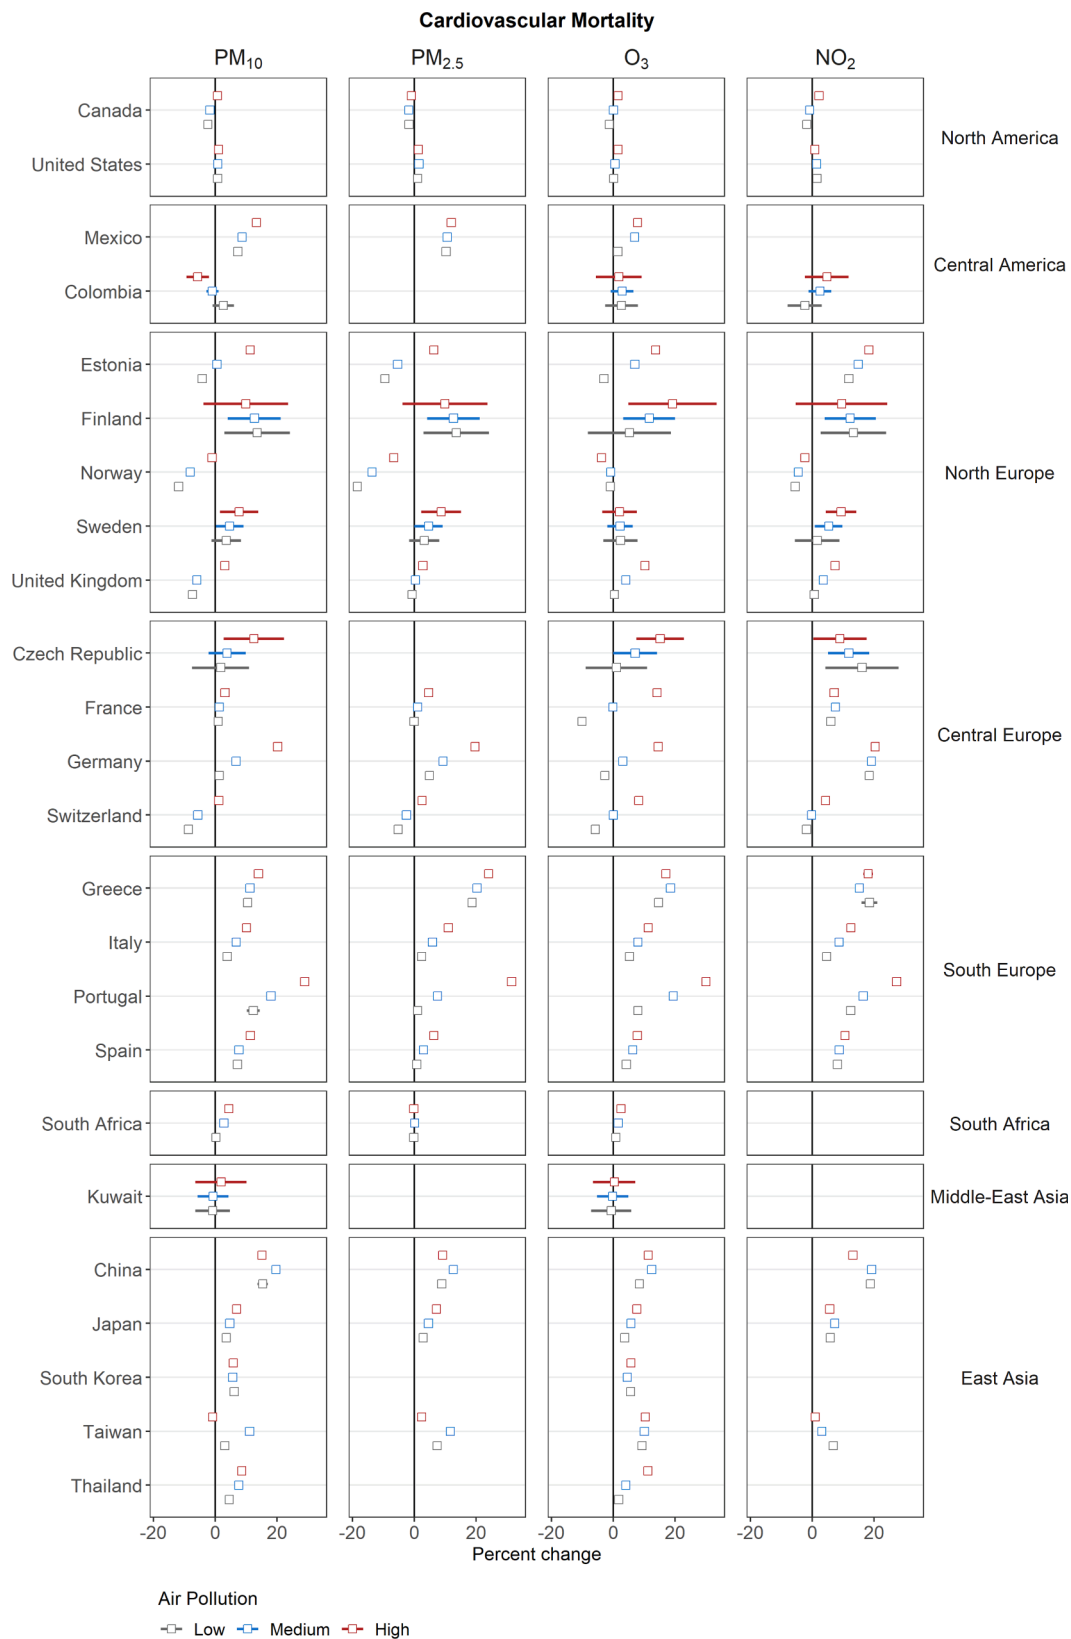 Cardiovascular Mortality
PM10 PM2.5 O3 NO2
Canada
United States
North America
Mexico
Colombia
Central America
Estonia
Finland
Norway
Sweden
United Kingdom
North Europe
Czech Republic
France
Germany
Switzerland
Central Europe
Greece
Italy
Portugal
Spain
South Europe
South Africa
South Africa
Kuwait
Middle-East Asia
China
Japan
South Korea
Taiwan
Thailand
East Asia
-20 0 20 -20 0 20 -20 0 20 -20 0 20
Percent change
Air Pollution
Low Medium High